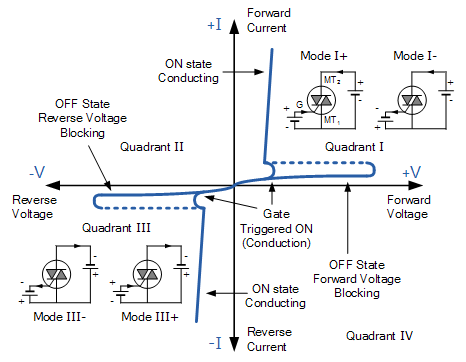 +I
Forward
Current
ON state
Conducting
Mode I+
Mode I-
MT₂
G
MT₁
+
-
+
-
+
-
-
+
OFF State
Reverse Voltage
Blocking
Quadrant II
Quadrant I
-V
+V
Reverse
Voltage
Forward
Voltage
Gate
Triggered ON
(Conduction)
Quadrant III
OFF State
Forward Voltage
Blocking
-
+
-
+
-
+
+
-
ON state
Conducting
Mode III-
Mode III+
-I
Reverse
Current
Quadrant IV